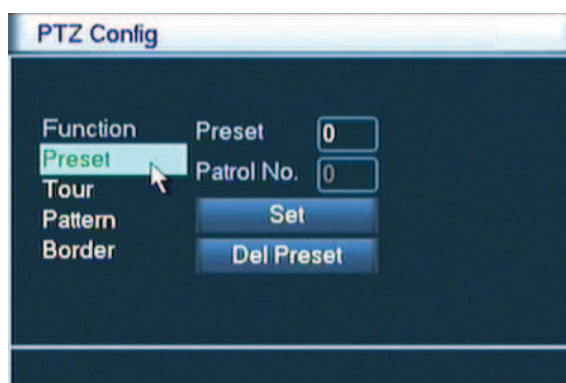 PTZ Config
Function
Preset
Tour
Pattern
Border
Preset 0
Patrol No. 0
Set
Del Preset